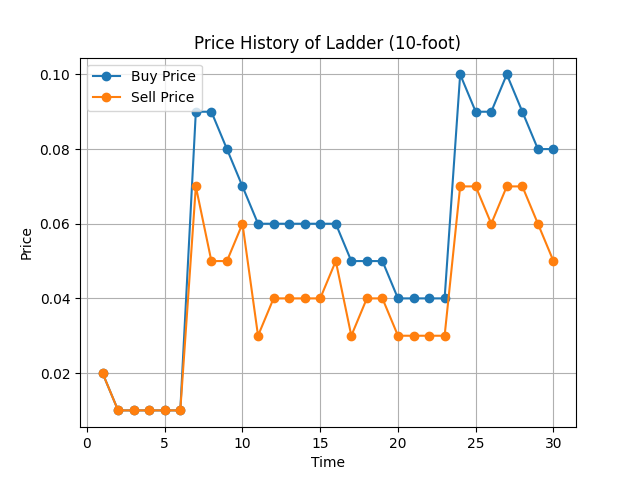 Price History of Ladder (10-foot)
Buy Price
Sell Price
0.10
0.08
0.06
0.04
0.02
Price
0 5 10 15 20 25 30
Time